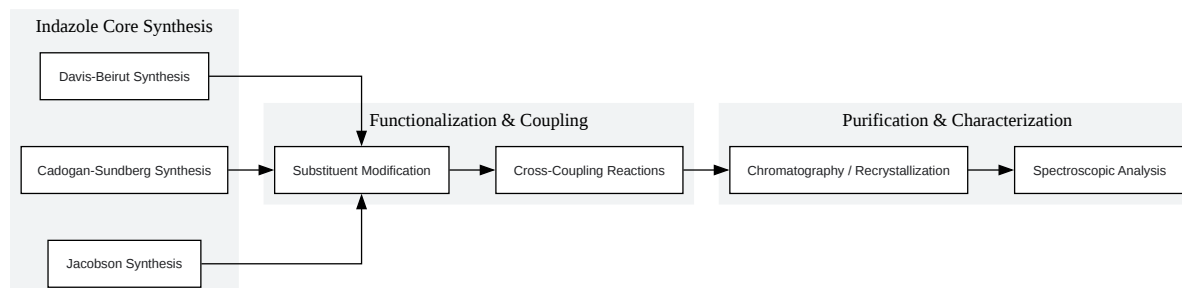 Indazole Core Synthesis
Davis-Beirut Synthesis
Cadogan-Sundberg Synthesis
Jacobson Synthesis
Functionalization & Coupling
Substituent Modification
Cross-Coupling Reactions
Purification & Characterization
Chromatography / Recrystallization
Spectroscopic Analysis